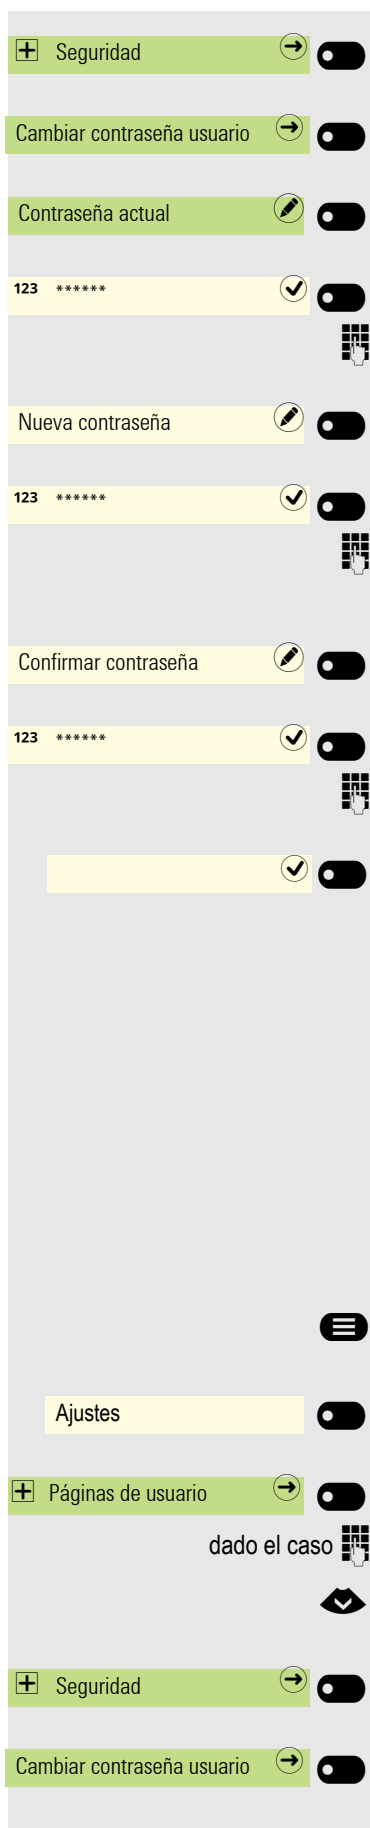 Seguridad
Cambiar contraseña usuario
Contraseña actual
123 ******
Nueva contraseña
123 ******
Confirmar contraseña
123 ******
Ajustes
Páginas de usuario
dado el caso
Seguridad
Cambiar contraseña usuario